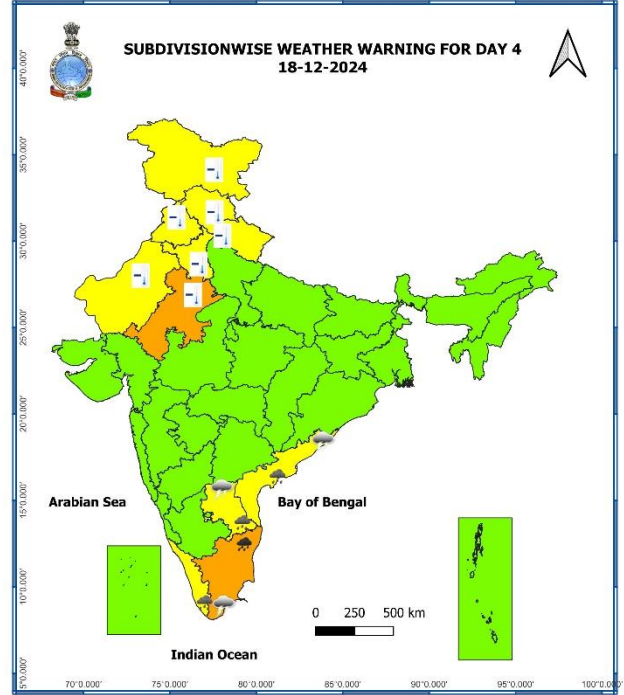 SUBDIVISIONWISE WEATHER WARNING FOR DAY 4
18-12-2024
40°0.000'
35°0.000'
30°0.000'
25°0.000'
20°0.000'
15°0.000'
10°0.000'
5°0.000'
Arabian Sea
Bay of Bengal
0 250 500 km
Indian Ocean
70°0.000' 75°0.000' 80°0.000' 85°0.000' 90°0.000' 95°0.000' 100°0.000'